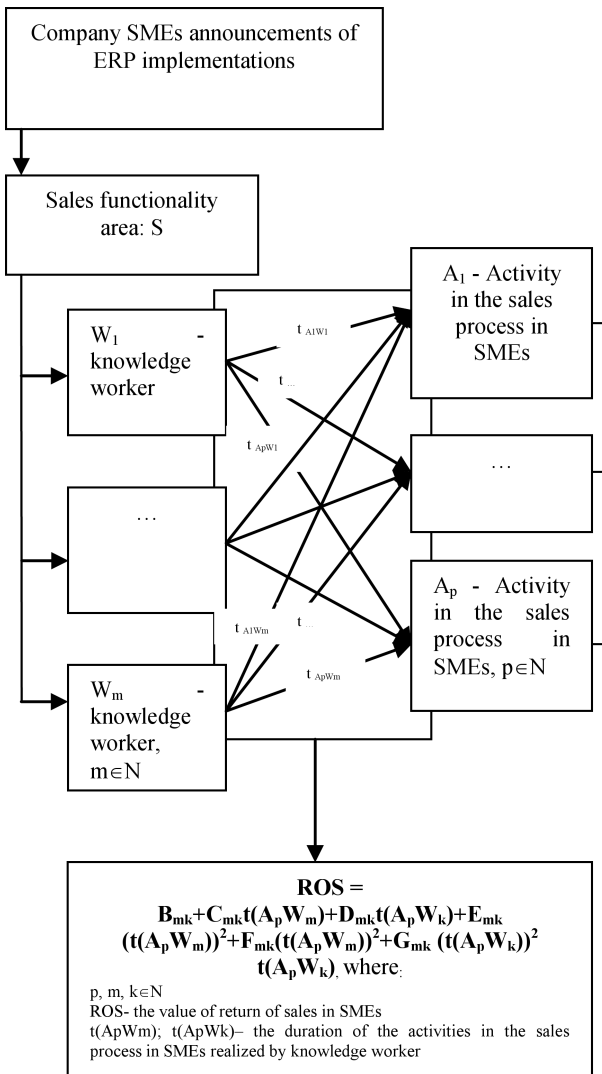 Company SMEs announcements of
ERP implementations
Sales functionality
area: S
W1 -
knowledge
worker
…
Wm -
knowledge
worker,
m∈N
t A1W1
t …
t ApW1
t A1Wm
t …
t ApWm
A1 - Activity
in the sales
process in
SMEs
…
Ap - Activity
in the sales
process in
SMEs, p∈N
ROS =
Bmk+Cmkt(ApWm)+Dmkt(ApWk)+Emk
(t(ApWm))²+Fmk(t(ApWm))²+Gmk (t(ApWk))²
t(ApWk), where:
p, m, k∈N
ROS- the value of return of sales in SMEs
t(ApWm); t(ApWk)– the duration of the activities in the sales
process in SMEs realized by knowledge worker